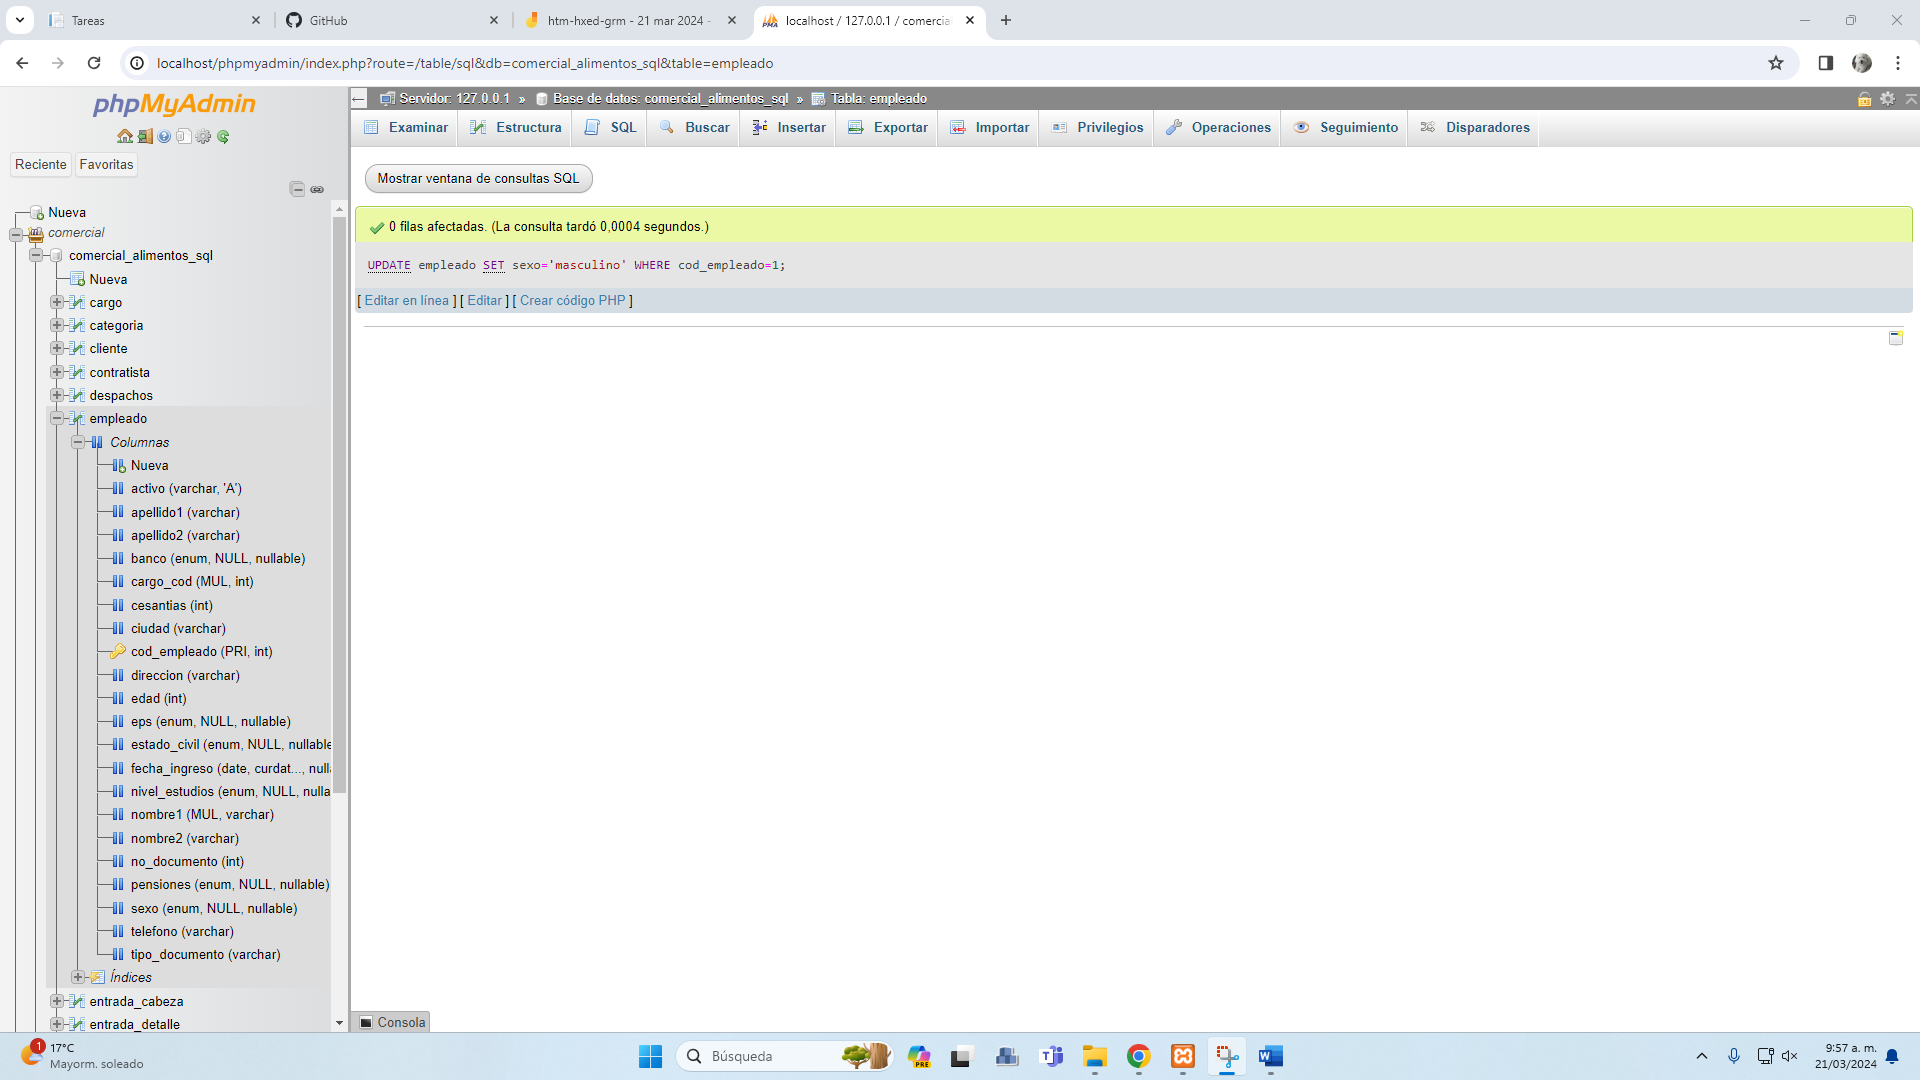 Tareas
GitHub
htm-hxed-grm - 21 mar 2024 -
localhost / 127.0.0.1 / comercia
localhost/phpmyadmin/index.php?route=/table/sql&db=comercial_alimentos_sql&table=empleado
phpMyAdmin
Reciente Favoritas
Nueva
comercial
comercial_alimentos_sql
Nueva
cargo
categoria
cliente
contratista
despachos
empleado
Columnas
Nueva
activo (varchar, 'A')
apellido1 (varchar)
apellido2 (varchar)
banco (enum, NULL, nullable)
cargo_cod (MUL, int)
cesantias (int)
ciudad (varchar)
cod_empleado (PRI, int)
direccion (varchar)
edad (int)
eps (enum, NULL, nullable)
estado_civil (enum, NULL, nullable
fecha_ingreso (date, curdat..., null
nivel_estudios (enum, NULL, nulla
nombre1 (MUL, varchar)
nombre2 (varchar)
no_documento (int)
pensiones (enum, NULL, nullable)
sexo (enum, NULL, nullable)
telefono (varchar)
tipo_documento (varchar)
Índices
entrada_cabeza
entrada_detalle
Servidor: 127.0.0.1 » Base de datos: comercial_alimentos_sql » Tabla: empleado
Examinar Estructura SQL Buscar Insertar Exportar Importar Privilegios Operaciones Seguimiento Disparadores
Mostrar ventana de consultas SQL
0 filas afectadas. (La consulta tardó 0,0004 segundos.)
UPDATE empleado SET sexo='masculino' WHERE cod_empleado=1;
[ Editar en línea ] [ Editar ] [ Crear código PHP ]
Consola
1
17°C
Mayorm. soleado
Búsqueda
PRE
9:57 a. m.
21/03/2024